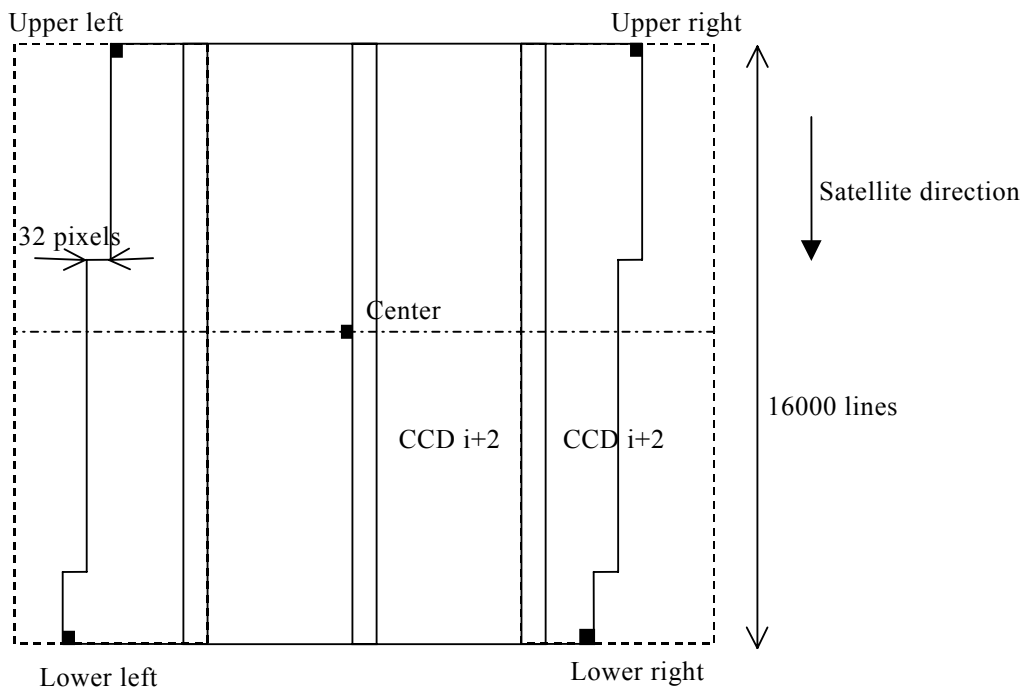 Upper left
Upper right
Satellite direction
32 pixels
Center
16000 lines
CCD i+2
CCD i+2
Lower left
Lower right